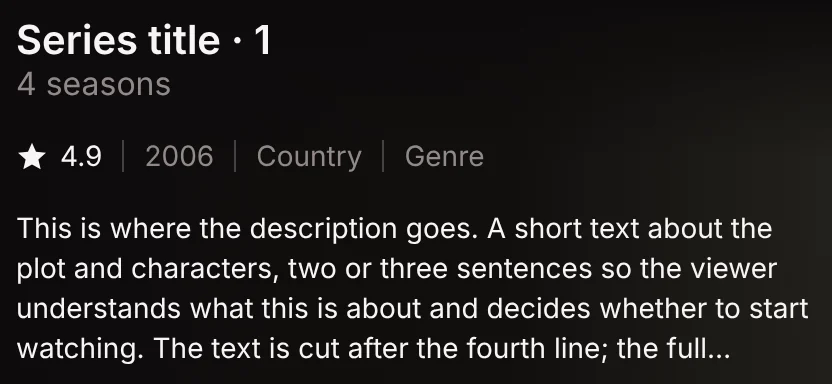 Series title · 1
4 seasons
4.9 | 2006 | Country | Genre
This is where the description goes. A short text about the
plot and characters, two or three sentences so the viewer
understands what this is about and decides whether to start
watching. The text is cut after the fourth line; the full...